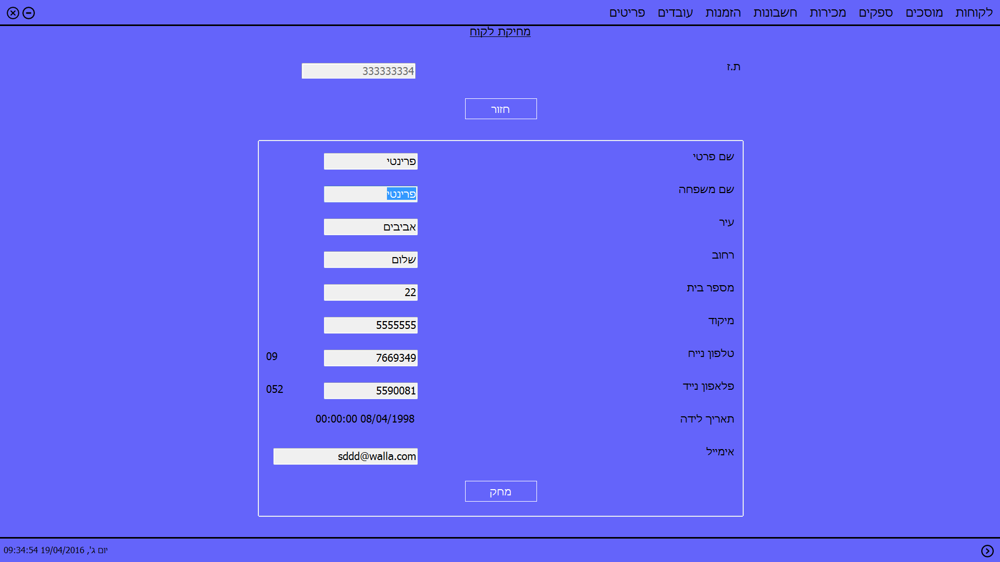 לקוחות מוסכים ספקים מכירות חשבונות הזמנות עובדים פריטים
מחיקת לקוח
ת.ז 333333334
חזור
שם פרטי פרינטי
שם משפחה פרינטי
עיר אביבים
רחוב שלום
מספר בית 22
מיקוד 5555555
טלפון נייח 7669349 09
פלאפון נייד 5590081 052
תאריך לידה 08/04/1998 00:00:00
אימייל sddd@walla.com
מחק
יום ג', 19/04/2016 09:34:54